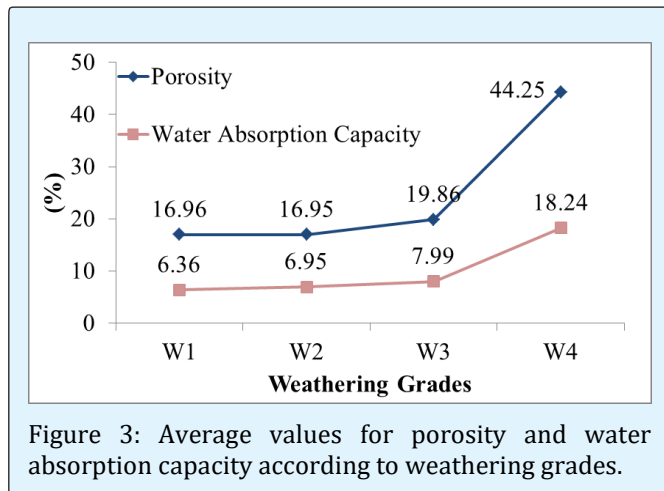 50
40
30
20
10
0
(%)
Porosity
Water Absorption Capacity
16.96
16.95
19.86
44.25
6.36
6.95
7.99
18.24
W1
W2
W3
W4
Weathering Grades
Figure 3: Average values for porosity and water
absorption capacity according to weathering grades.